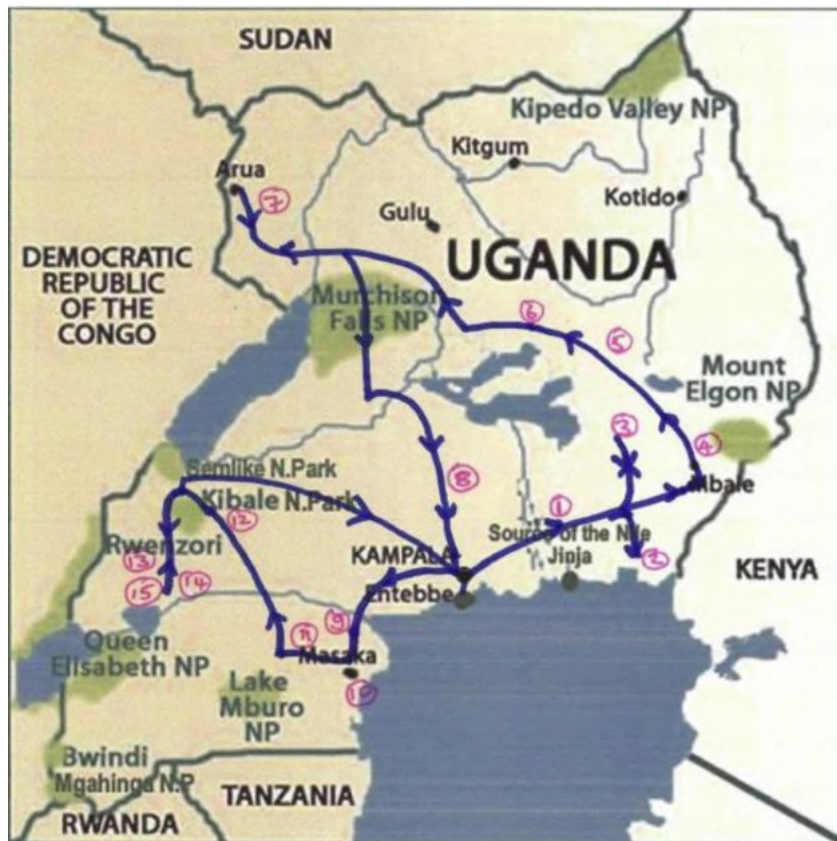 SUDAN
Kipedo Valley NP
Kitgum
Arua
Kotido
7
Gulu
UGANDA
DEMOCRATIC
REPUBLIC
OF THE
CONGO
Murchison
Falls NP
6
5
Mount
Elgon NP
3
4
Semlike N.Park
Mbale
8
Kibale N.Park
12
1
Source of the Nile
Rwenzori
KAMPALA
Jinja
2
13
14
15
Entebbe
KENYA
9
11
Queen
Elisabeth NP
Masaka
10
Lake
Mburo
NP
Bwindi
Mgahinga N.P
TANZANIA
RWANDA